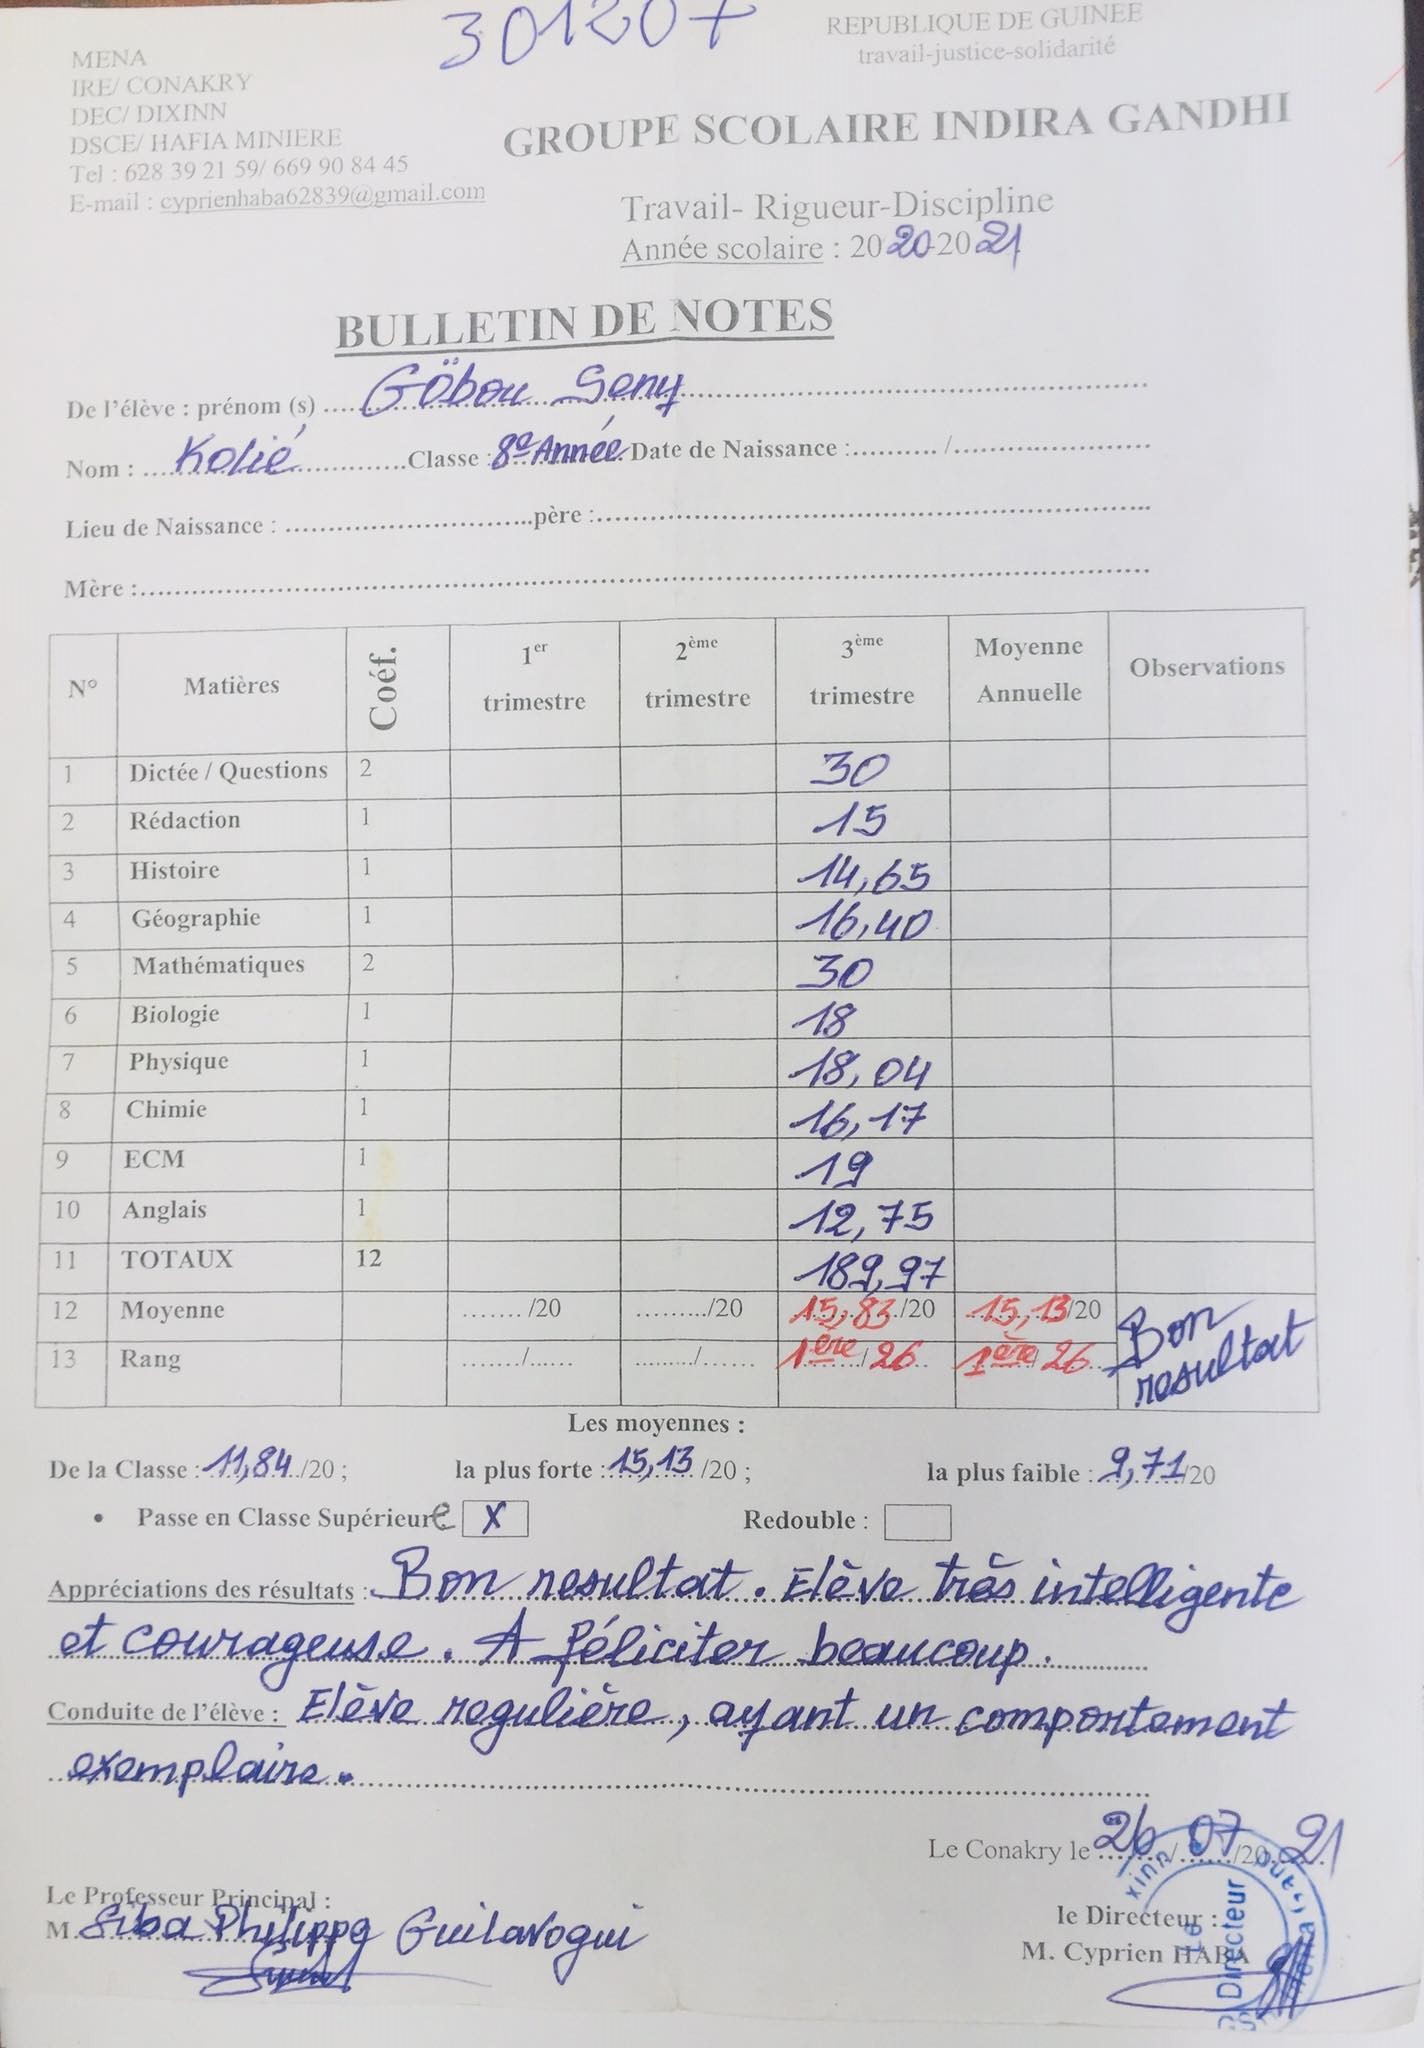 301207
MENA
IRE/ CONAKRY
DEC/ DIXINN
DSCE/ HAFIA MINIERE
Tel : 628 39 21 59/ 669 90 84 45
E-mail : cyprienhaba62839@gmail.com
REPUBLIQUE DE GUINEE
travail-justice-solidarité
GROUPE SCOLAIRE INDIRA GANDHI
Travail- Rigueur-Discipline
Année scolaire : 2020-2021
BULLETIN DE NOTES
De l'élève : prénom (s) Göbou Seny
Nom : Kolié Classe : 8e Année Date de Naissance :.......... /....................
Lieu de Naissance : ..............................père :..............................
Mère :..............................
N° Matières Coéf. 1er trimestre 2ème trimestre 3ème trimestre Moyenne Annuelle Observations
1 Dictée / Questions 2 30
2 Rédaction 1 15
3 Histoire 1 14,65
4 Géographie 1 16,40
5 Mathématiques 2 30
6 Biologie 1 18
7 Physique 1 18,04
8 Chimie 1 16,17
9 ECM 1 19
10 Anglais 1 12,75
11 TOTAUX 12 189,97
12 Moyenne ……. /20 ……../20 15,83/20 15,13/20 Bon resultat
13 Rang ......./...... ......../...... 1ère/26 1ère/26
Les moyennes :
De la Classe : 11,84/20 ; la plus forte : 15,13 /20 ; la plus faible : 9,71/20
• Passe en Classe Supérieure X Redouble :
Appréciations des résultats : Bon resultat. Elève très intelligente
et courageuse. A féliciter beaucoup.
Conduite de l'élève : Elève regulière, ayant un comportement
exemplaire.
Le Conakry le 26/07/2021
Le Professeur Principal :
M. Siba Philippe Guilavogui
le Directeur :
M. Cyprien HABA
Le Directeur